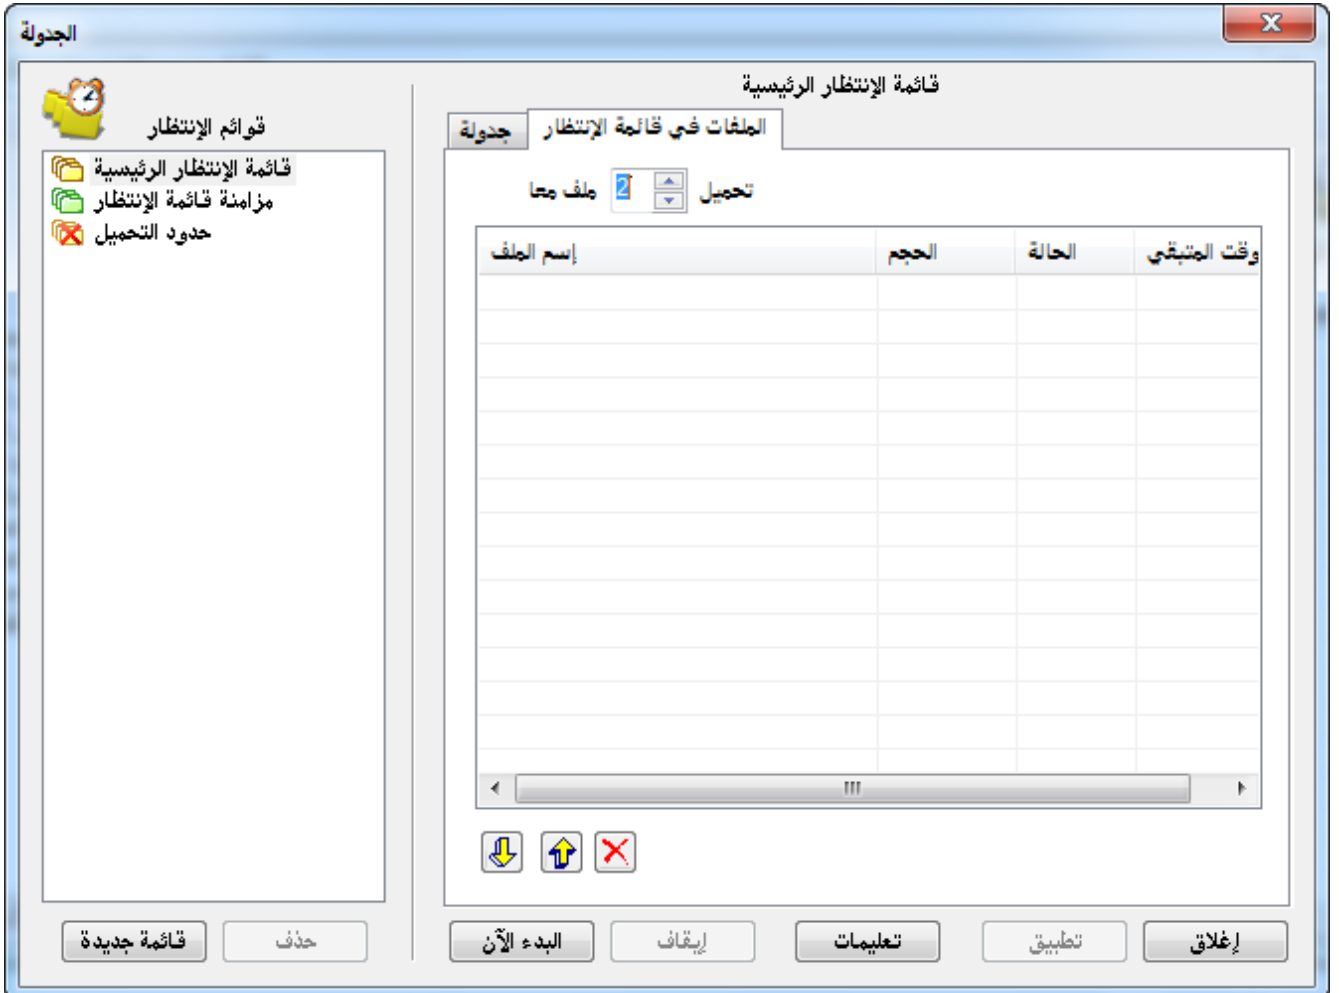 الجدولة
قوائم الإنتظار
قائمة الإنتظار الرئيسية
مزامنة قائمة الإنتظار
حدود التحميل
قائمة جديدة
حذف
قائمة الإنتظار الرئيسية
جدولة
الملفات في قائمة الإنتظار
تحميل 2 ملف معا
إسم الملف
الحجم
الحالة
وقت المتبقي
البدء الآن
إيقاف
تعليمات
تطبيق
إغلاق